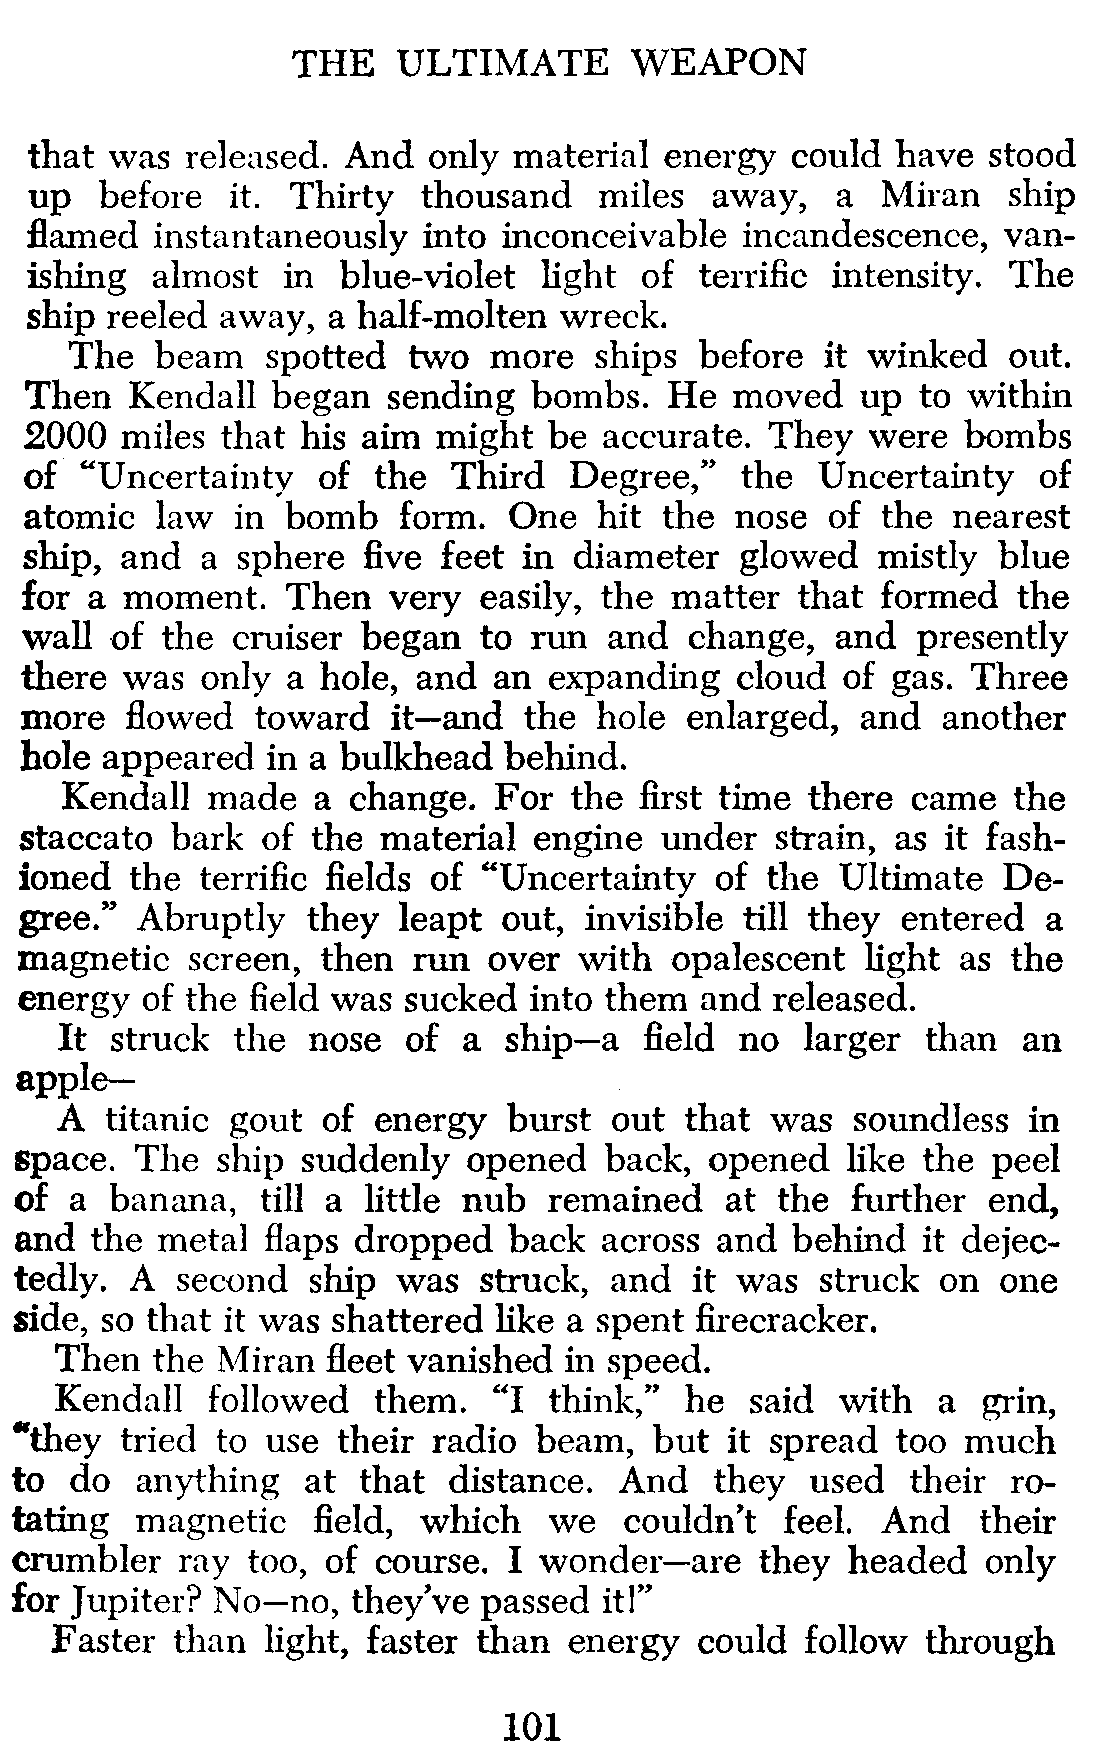 THE ULTIMATE WEAPON
that was released. And only material energy could have stood
up before it. Thirty thousand miles away, a Miran ship
flamed instantaneously into inconceivable incandescence, van-
ishing almost in blue-violet light of terrific intensity. The
ship reeled away, a half-molten wreck.
The beam spotted two more ships before it winked out.
Then Kendall began sending bombs. He moved up to within
2000 miles that his aim might be accurate. They were bombs
of “Uncertainty of the Third Degree,” the Uncertainty of
atomic law in bomb form. One hit the nose of the nearest
ship, and a sphere five feet in diameter glowed mistly blue
for a moment. Then very easily, the matter that formed the
wall of the cruiser began to run and change, and presently
there was only a hole, and an expanding cloud of gas. Three
more flowed toward it—and the hole enlarged, and another
hole appeared in a bulkhead behind.
Kendall made a change. For the first time there came the
staccato bark of the material engine under strain, as it fash-
ioned the terrific fields of “Uncertainty of the Ultimate De-
gree.” Abruptly they leapt out, invisible till they entered a
magnetic screen, then run over with opalescent light as the
energy of the field was sucked into them and released.
It struck the nose of a ship—a field no larger than an
apple—
A titanic gout of energy burst out that was soundless in
space. The ship suddenly opened back, opened like the peel
of a banana, till a little nub remained at the further end,
and the metal flaps dropped back across and behind it dejec-
tedly. A second ship was struck, and it was struck on one
side, so that it was shattered like a spent firecracker.
Then the Miran fleet vanished in speed.
Kendall followed them. “I think,” he said with a grin,
“they tried to use their radio beam, but it spread too much
to do anything at that distance. And they used their ro-
tating magnetic field, which we couldn’t feel. And their
crumbler ray too, of course. I wonder—are they headed only
for Jupiter? No—no, they’ve passed it!”
Faster than light, faster than energy could follow through
101